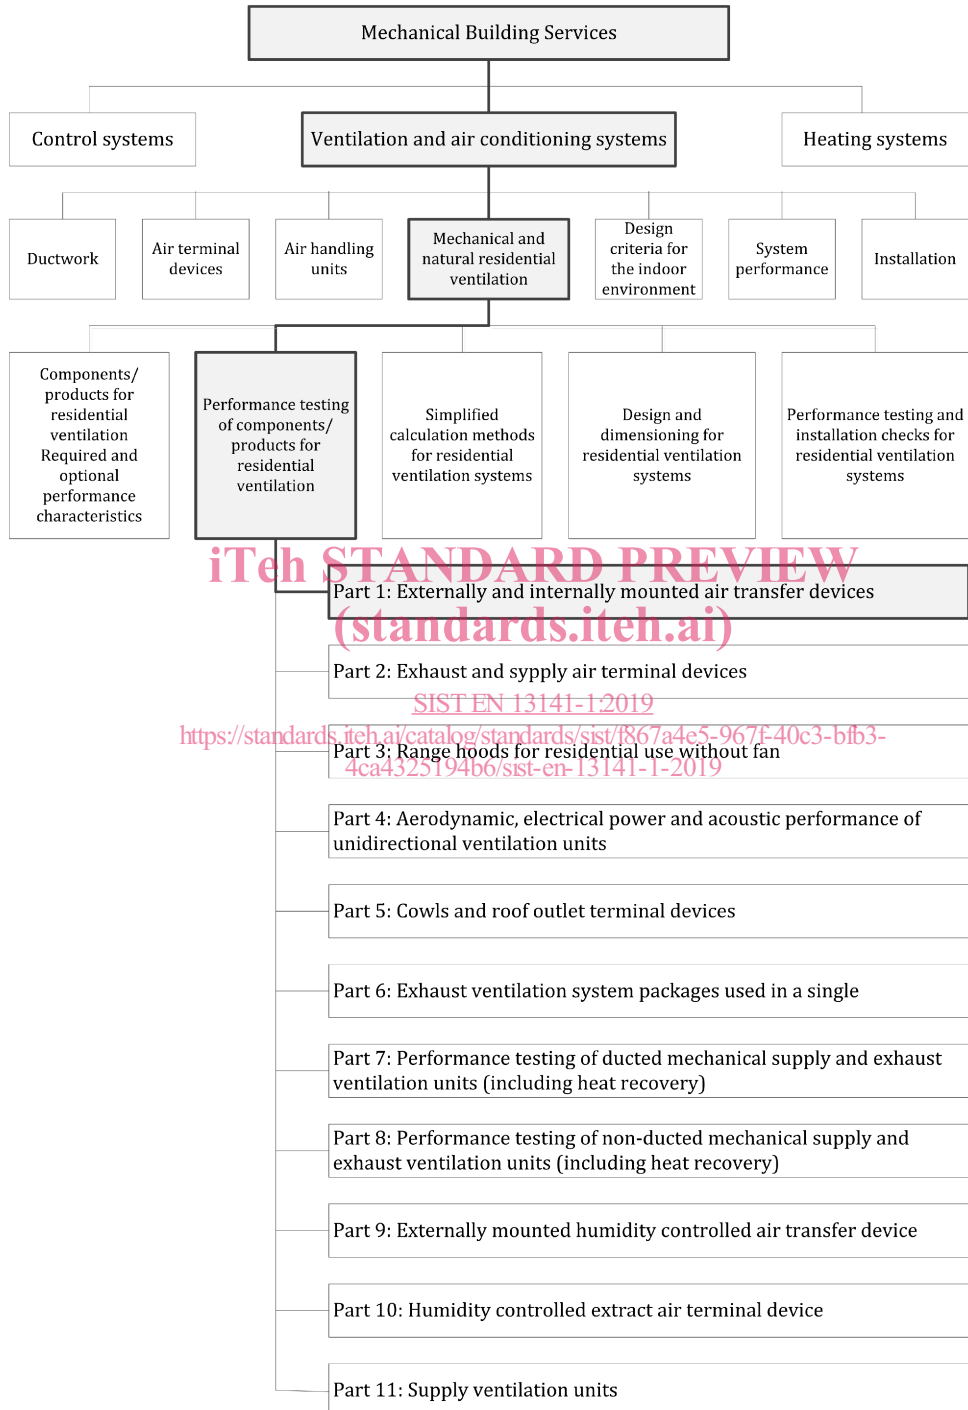 Mechanical Building Services
Control systems
Ventilation and air conditioning systems
Heating systems
Ductwork
Air terminal
devices
Air handling
units
Mechanical and
natural residential
ventilation
Design
criteria for
the indoor
environment
System
performance
Installation
Components/
products for
residential
ventilation
Required and
optional
performance
characteristics
Performance testing
of components/
products for
residential
ventilation
Simplified
calculation methods
for residential
ventilation systems
Design and
dimensioning for
residential ventilation
systems
Performance testing and
installation checks for
residential ventilation
systems
iTeh STANDARD PREVIEW
Part 1: Externally and internally mounted air transfer devices
(standards.iteh.ai)
Part 2: Exhaust and sypply air terminal devices
SIST EN 13141-1:2019
https://standards.iteh.ai/catalog/standards/sist/f867a4e5-967f-40c3-bfb3-
Part 3: Range hoods for residential use without fan
4ca4325194b6/sist-en-13141-1-2019
Part 4: Aerodynamic, electrical power and acoustic performance of
unidirectional ventilation units
Part 5: Cowls and roof outlet terminal devices
Part 6: Exhaust ventilation system packages used in a single
Part 7: Performance testing of ducted mechanical supply and exhaust
ventilation units (including heat recovery)
Part 8: Performance testing of non-ducted mechanical supply and
exhaust ventilation units (including heat recovery)
Part 9: Externally mounted humidity controlled air transfer device
Part 10: Humidity controlled extract air terminal device
Part 11: Supply ventilation units